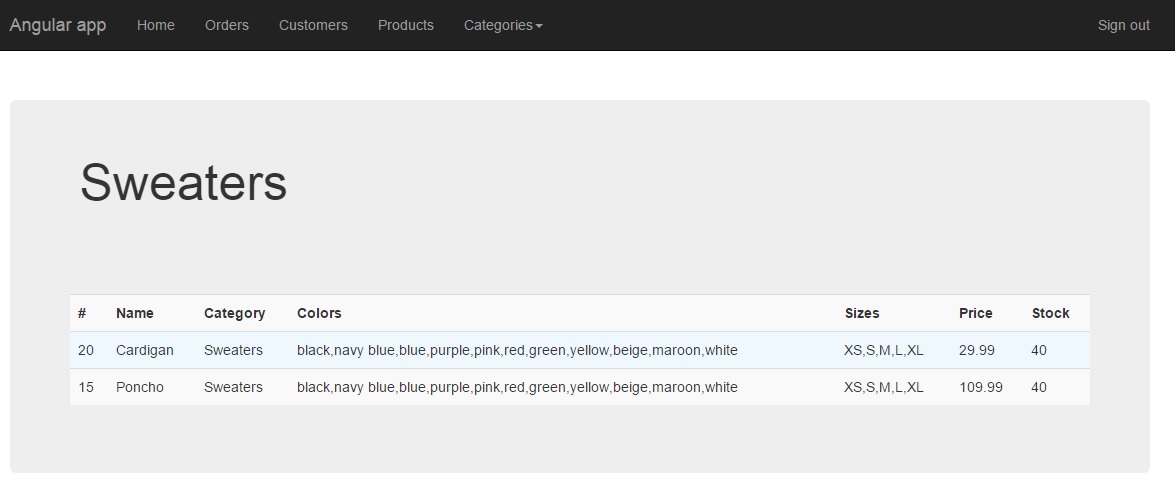 Angular app Home Orders Customers Products Categories Sign out
Sweaters
# Name Category Colors Sizes Price Stock
20 Cardigan Sweaters black,navy blue,blue,purple,pink,red,green,yellow,beige,maroon,white XS,S,M,L,XL 29.99 40
15 Poncho Sweaters black,navy blue,blue,purple,pink,red,green,yellow,beige,maroon,white XS,S,M,L,XL 109.99 40